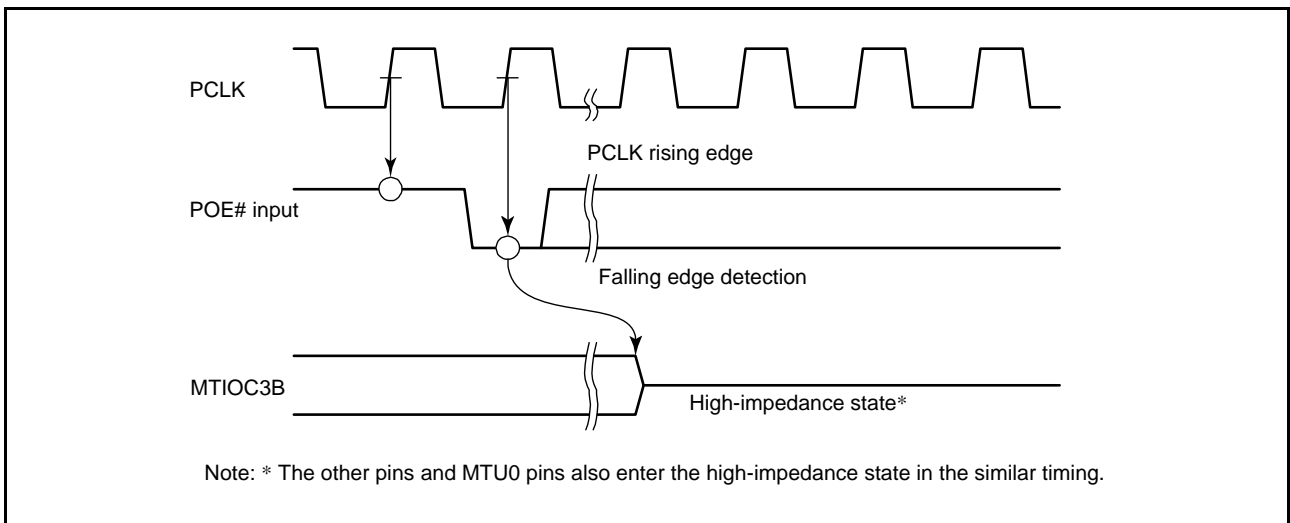 PCLK
PCLK rising edge
POE# input
Falling edge detection
MTIOC3B
High-impedance state*
Note: * The other pins and MTU0 pins also enter the high-impedance state in the similar timing.